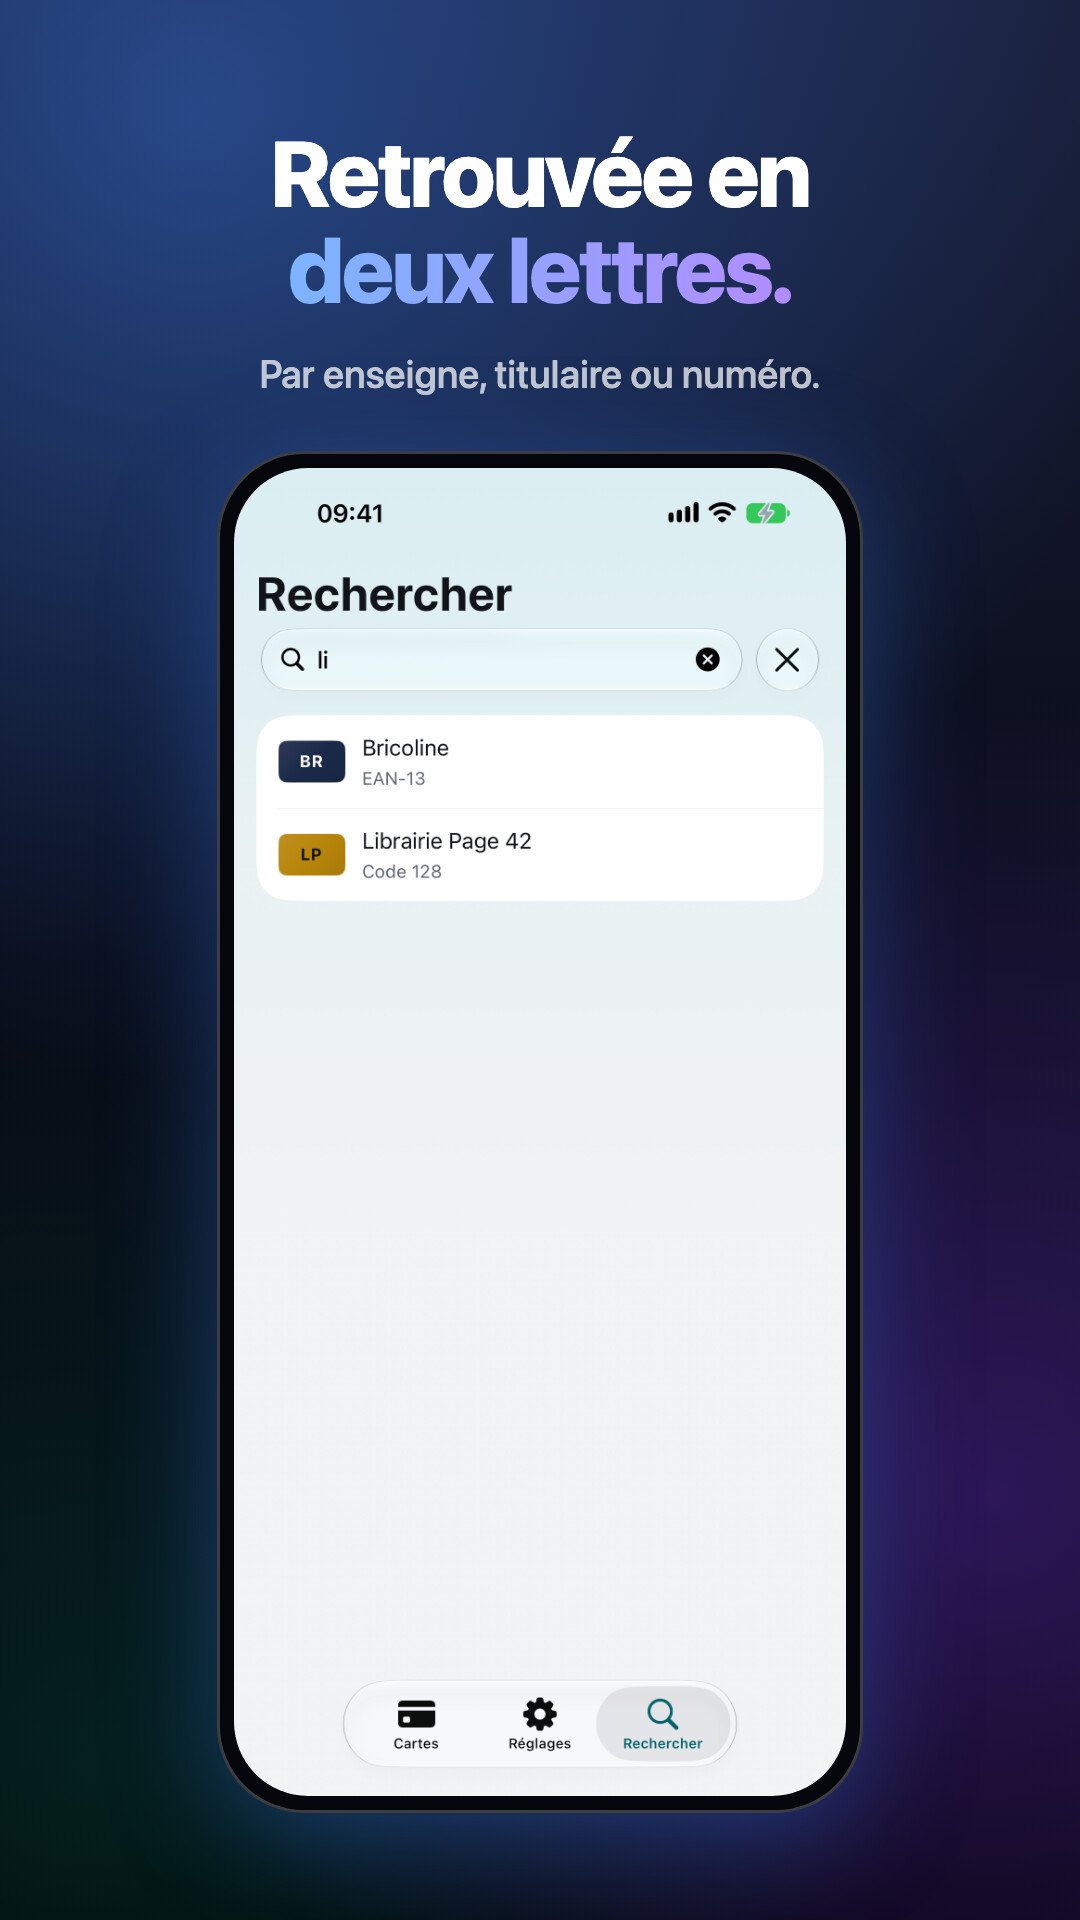 Retrouvée en
deux lettres.
Par enseigne, titulaire ou numéro.
09:41
Rechercher
li
BR
Bricoline
EAN-13
LP
Librairie Page 42
Code 128
Cartes
Réglages
Rechercher